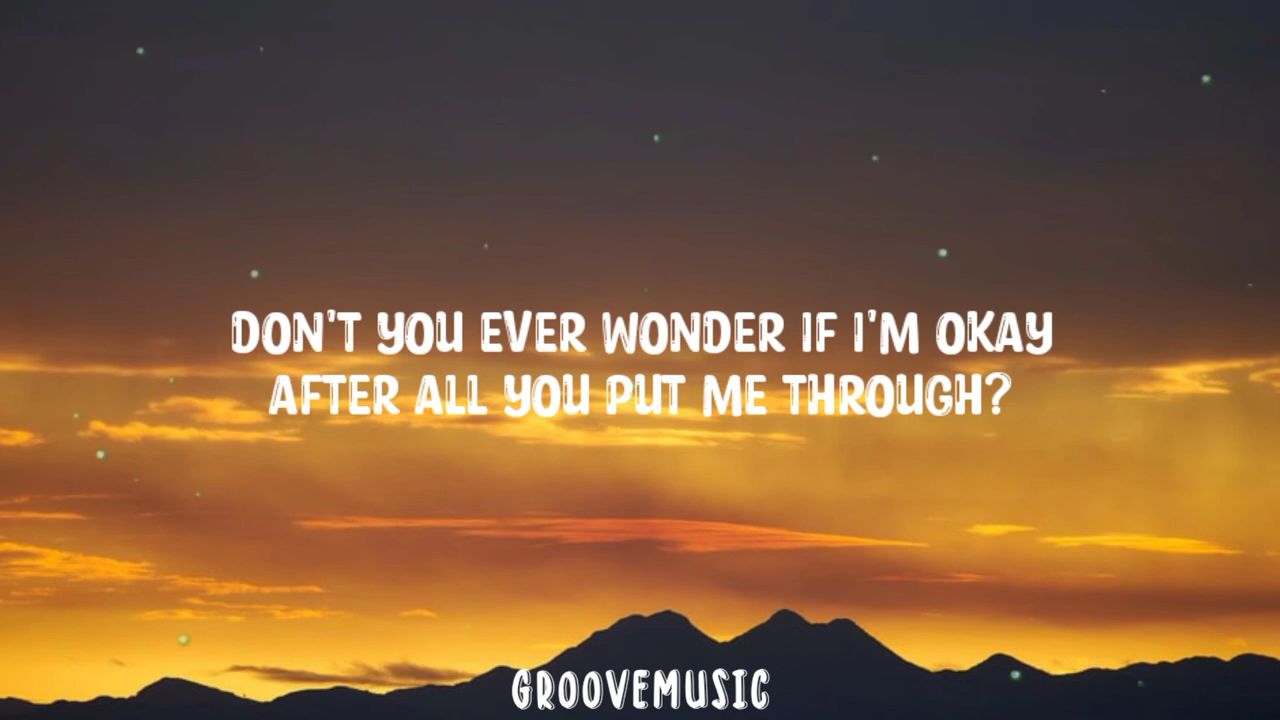 DON'T YOU EVER WONDER IF I'M OKAY
AFTER ALL YOU PUT ME THROUGH?
GROOVEMUSIC